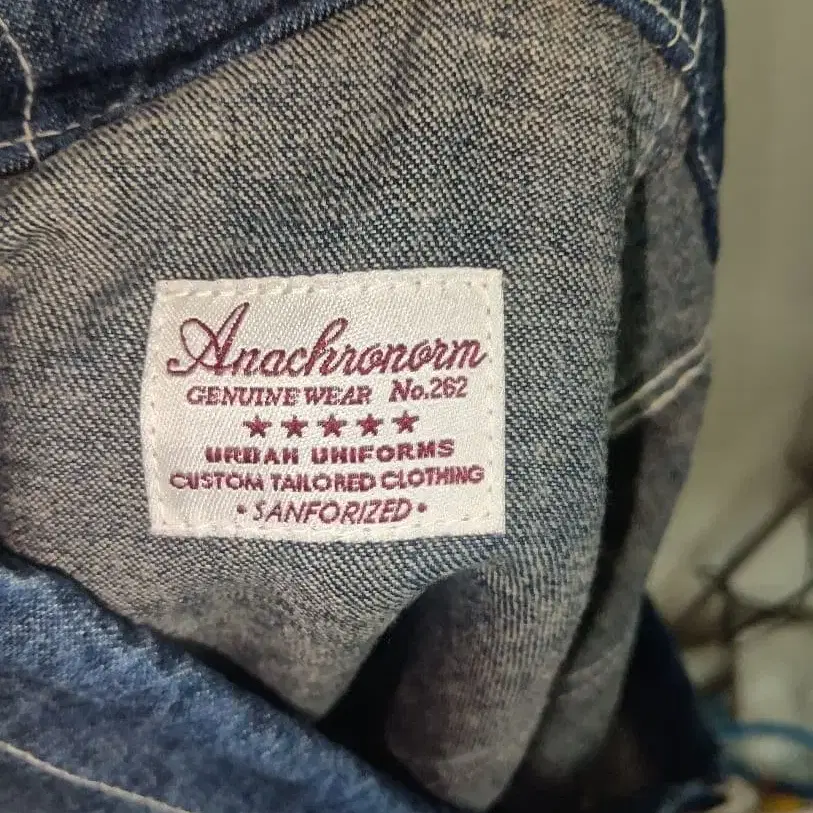 Anachronorm
GENUINE WEAR No.262
★★★★★
URBAN UNIFORMS
CUSTOM TAILORED CLOTHING
• SANFORIZED •